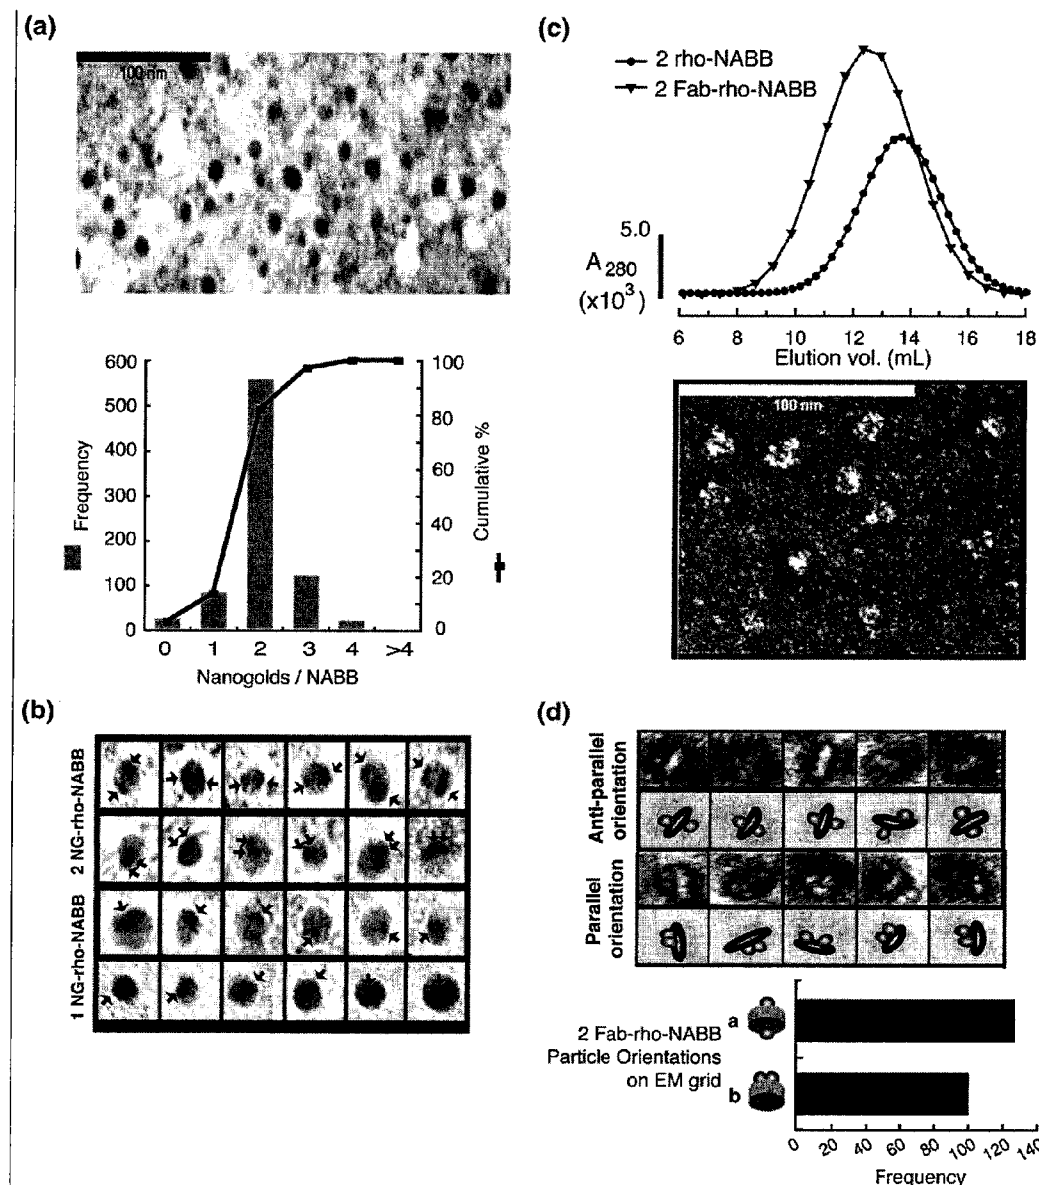 (a)
100 nm
600
500
400
300
200
100
0
Frequency
100
80
60
40
20
0
Cumulative %
0 1 2 3 4 >4
Nanogolds / NABB
(b)
2 NG-rho-NABB
1 NG-rho-NABB
(c)
2 rho-NABB
2 Fab-rho-NABB
5.0
A280
(x10³)
6 8 10 12 14 16 18
Elution vol. (mL)
100 nm
(d)
Anti-parallel
orientation
Parallel
orientation
2 Fab-rho-NABB
Particle Orientations
on EM grid
a
b
0 20 40 60 80 100 120 140
Frequency